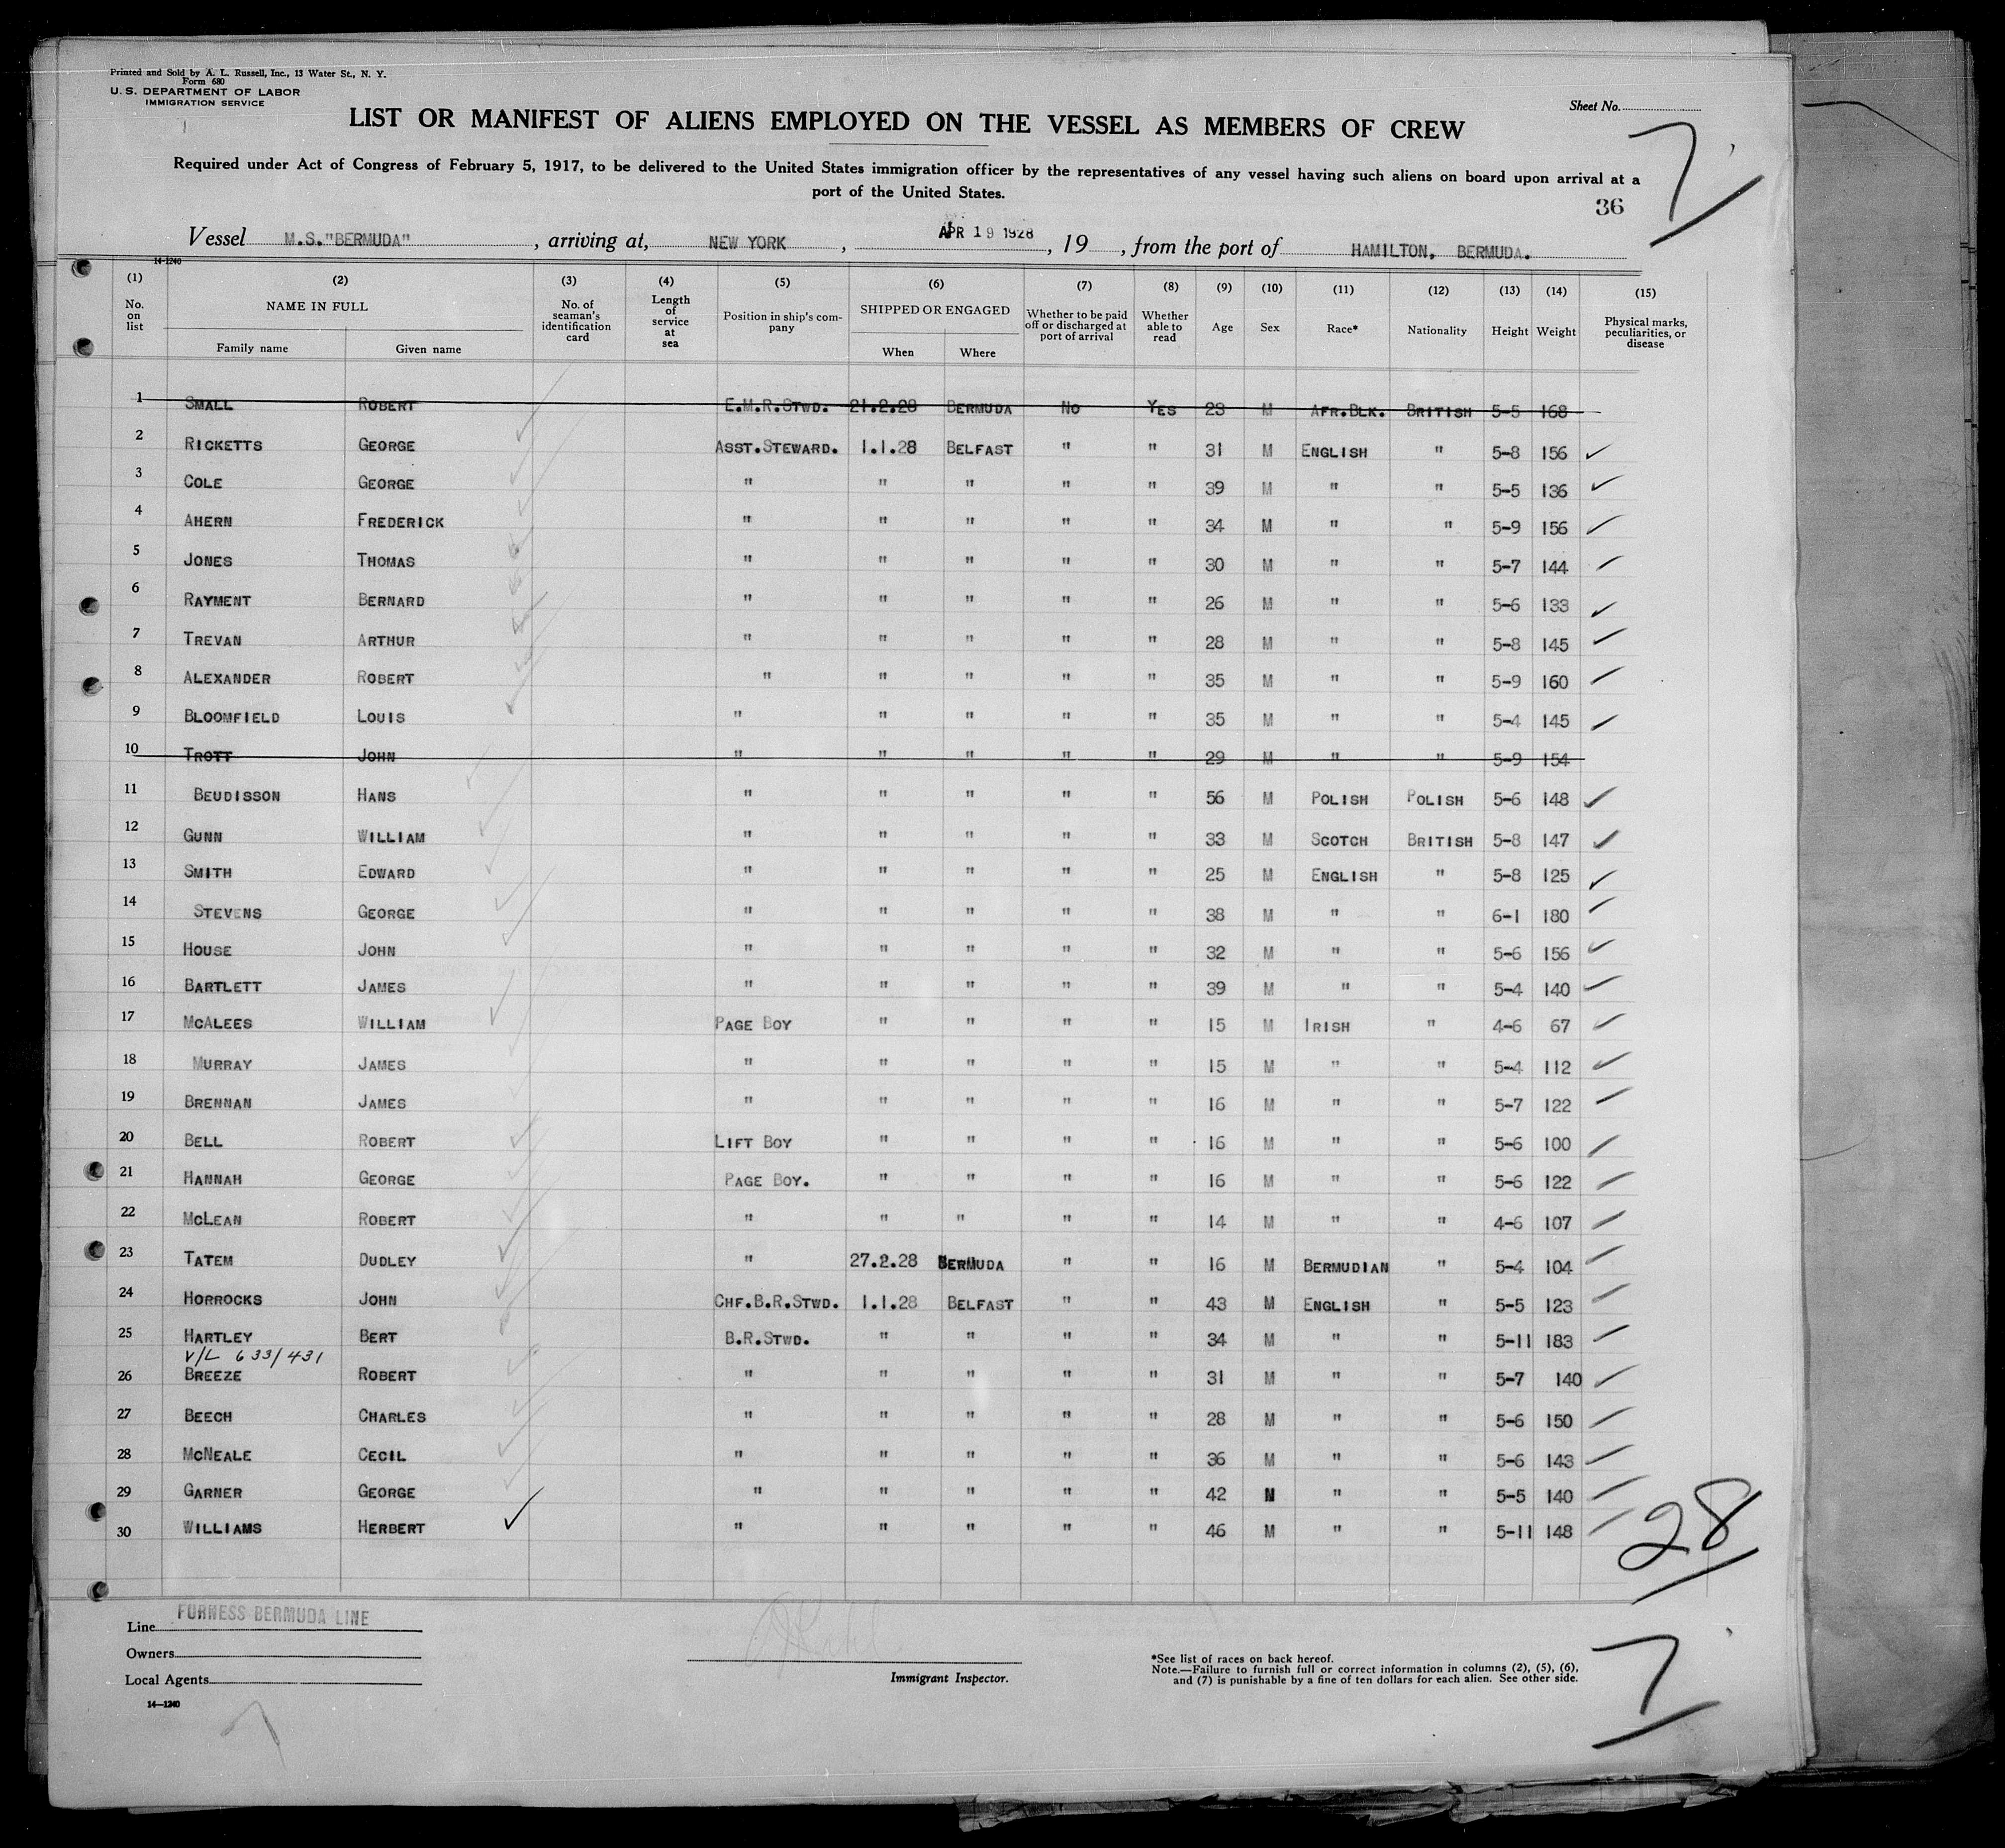 Printed and Sold by A. L. Russell, Inc., 13 Water St., N. Y.
Form 680
U. S. DEPARTMENT OF LABOR
IMMIGRATION SERVICE
Sheet No.
LIST OR MANIFEST OF ALIENS EMPLOYED ON THE VESSEL AS MEMBERS OF CREW
7
Required under Act of Congress of February 5, 1917, to be delivered to the United States immigration officer by the representatives of any vessel having such aliens on board upon arrival at a
port of the United States.
36
Vessel M.S."BERMUDA", arriving at, NEW YORK, APR 19 1928, 19 , from the port of HAMILTON, BERMUDA.
14-1240
(1) (2) (3) (4) (5) (6) (7) (8) (9) (10) (11) (12) (13) (14) (15)
No. on list NAME IN FULL Family name Given name No. of seaman's identification card Length of service at sea Position in ship's company SHIPPED OR ENGAGED When Where Whether to be paid off or discharged at port of arrival Whether able to read Age Sex Race* Nationality Height Weight Physical marks, peculiarities, or disease
1 SMALL ROBERT E.M.R.STWD. 21.2.28 BERMUDA NO YES 23 M AFR.BLK. BRITISH 5-5 168
2 RICKETTS GEORGE ASST.STEWARD. 1.1.28 BELFAST " " 31 M ENGLISH " 5-8 156
3 COLE GEORGE " " " " " 39 M " " 5-5 136
4 AHERN FREDERICK " " " " " 34 M " " 5-9 156
5 JONES THOMAS " " " " " 30 M " " 5-7 144
6 RAYMENT BERNARD " " " " " 26 M " " 5-6 133
7 TREVAN ARTHUR " " " " " 28 M " " 5-8 145
8 ALEXANDER ROBERT " " " " " 35 M " " 5-9 160
9 BLOOMFIELD LOUIS " " " " " 35 M " " 5-4 145
10 TROTT JOHN " " " " " 29 M " " 5-9 154
11 BEUDISSON HANS " " " " " 56 M POLISH POLISH 5-6 148
12 GUNN WILLIAM " " " " " 33 M SCOTCH BRITISH 5-8 147
13 SMITH EDWARD " " " " " 25 M ENGLISH " 5-8 125
14 STEVENS GEORGE " " " " " 38 M " " 6-1 180
15 HOUSE JOHN " " " " " 32 M " " 5-6 156
16 BARTLETT JAMES " " " " " 39 M " " 5-4 140
17 MCALEES WILLIAM PAGE BOY " " " " 15 M IRISH " 4-6 67
18 MURRAY JAMES " " " " " 15 M " " 5-4 112
19 BRENNAN JAMES " " " " " 16 M " " 5-7 122
20 BELL ROBERT LIFT BOY " " " " 16 M " " 5-6 100
21 HANNAH GEORGE PAGE BOY. " " " " 16 M " " 5-6 122
22 MCLEAN ROBERT " " " " " 14 M " " 4-6 107
23 TATEM DUDLEY " 27.2.28 BERMUDA " " 16 M BERMUDIAN " 5-4 104
24 HORROCKS JOHN CHF.B.R.STWD. 1.1.28 BELFAST " " 43 M ENGLISH " 5-5 123
25 HARTLEY BERT B.R.STWD. " " " " 34 M " " 5-11 183
V/L 633/431
26 BREEZE ROBERT " " " " " 31 M " " 5-7 140
27 BEECH CHARLES " " " " " 28 M " " 5-6 150
28 MCNEALE CECIL " " " " " 36 M " " 5-6 143
29 GARNER GEORGE " " " " " 42 M " " 5-5 140
30 WILLIAMS HERBERT " " " " " 46 M " " 5-11 148
28
Line FURNESS BERMUDA LINE
Owners
Local Agents
14—1240
Immigrant Inspector.
*See list of races on back hereof.
Note.—Failure to furnish full or correct information in columns (2), (5), (6),
and (7) is punishable by a fine of ten dollars for each alien. See other side.
7
7